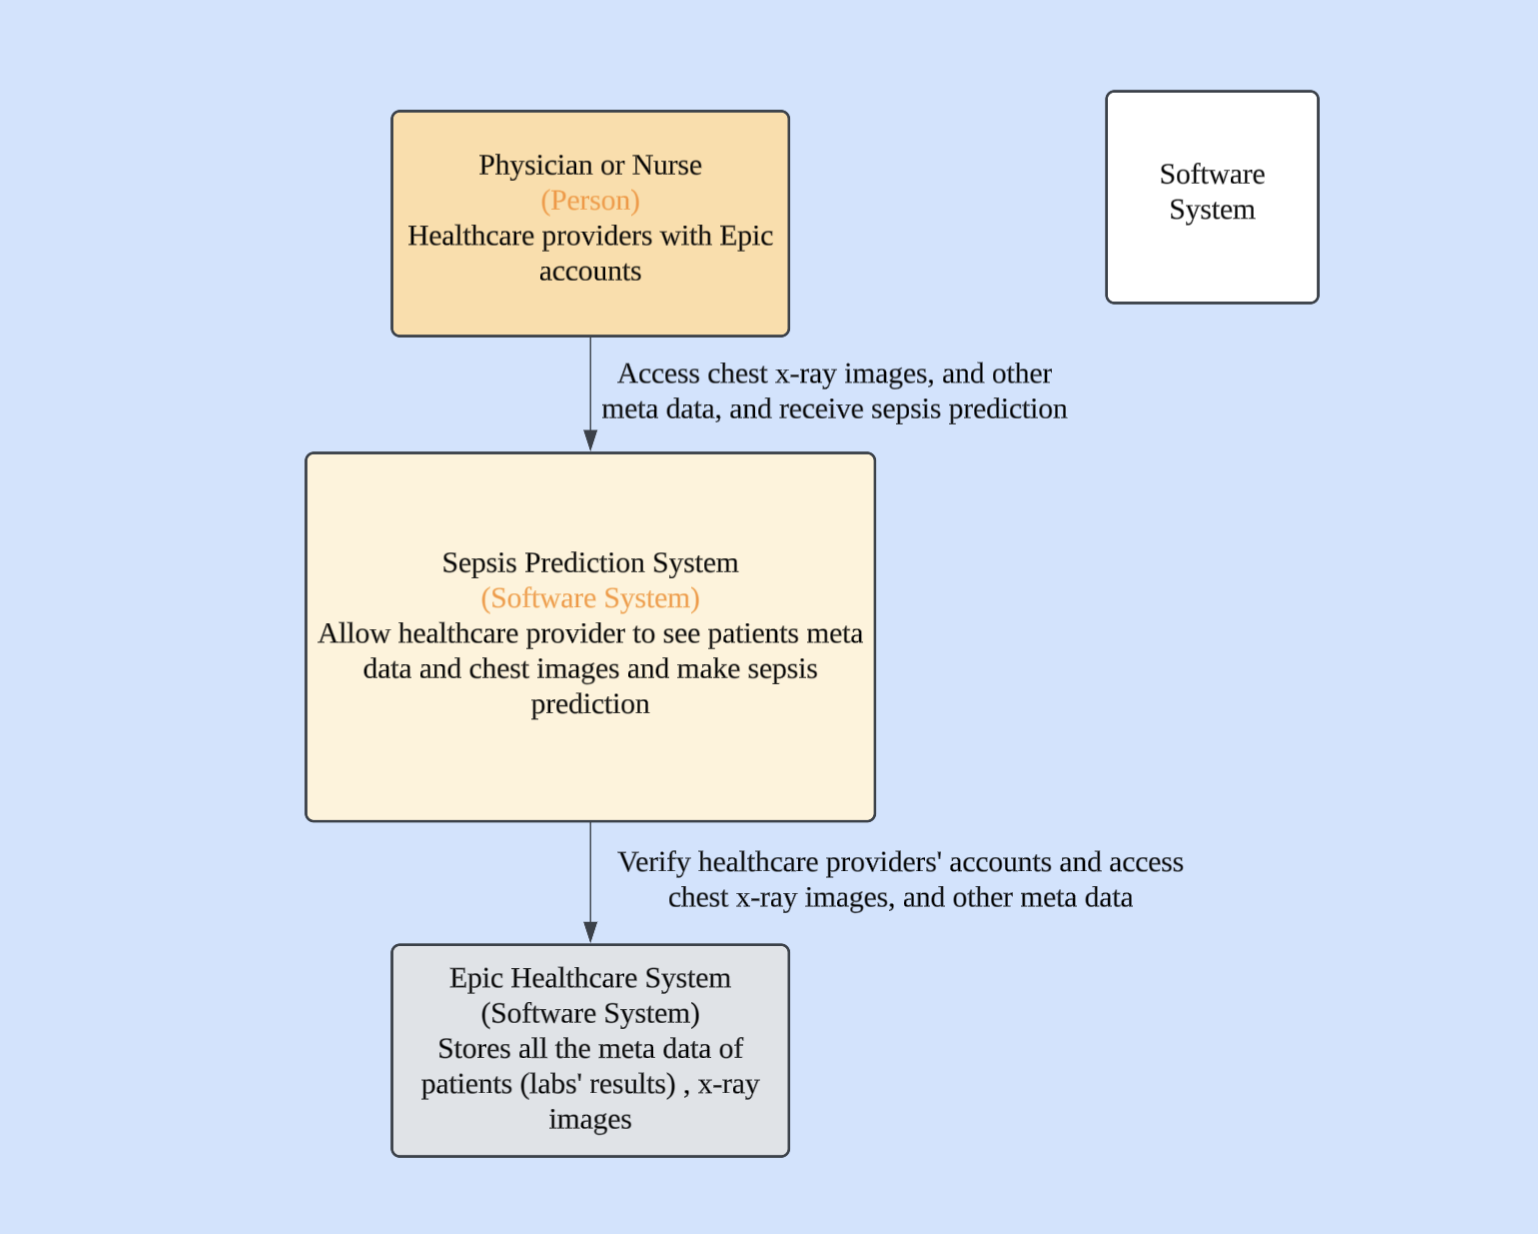 Physician or Nurse
(Person)
Healthcare providers with Epic
accounts
Software
System
Access chest x-ray images, and other
meta data, and receive sepsis prediction
Sepsis Prediction System
(Software System)
Allow healthcare provider to see patients meta
data and chest images and make sepsis
prediction
Verify healthcare providers' accounts and access
chest x-ray images, and other meta data
Epic Healthcare System
(Software System)
Stores all the meta data of
patients (labs' results) , x-ray
images